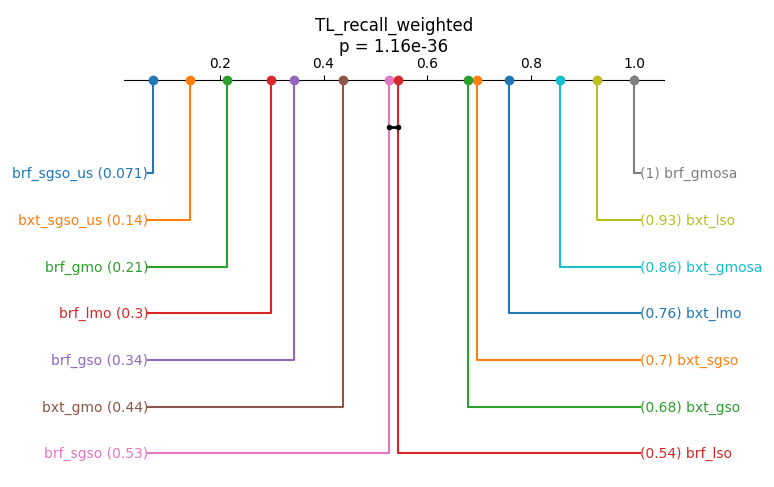 TL_recall_weighted
p = 1.16e-36
0.2 0.4 0.6 0.8 1.0
brf_sgso_us (0.071) (1) brf_gmosa
bxt_sgso_us (0.14) (0.93) bxt_lso
brf_gmo (0.21) (0.86) bxt_gmosa
brf_lmo (0.3) (0.76) bxt_lmo
brf_gso (0.34) (0.7) bxt_sgso
bxt_gmo (0.44) (0.68) bxt_gso
brf_sgso (0.53) (0.54) brf_lso